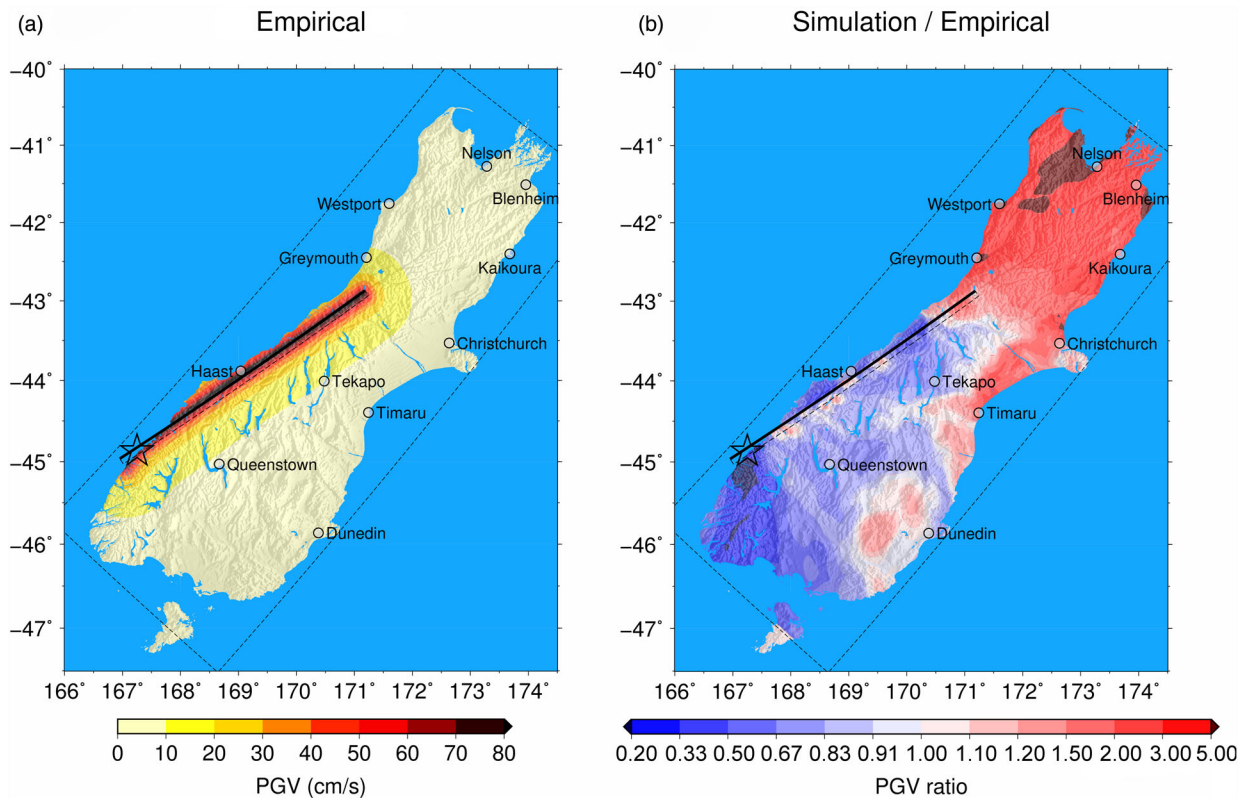 (a) Empirical
−40˚
−41˚
−42˚
−43˚
−44˚
−45˚
−46˚
−47˚
Nelson
Blenheim
Westport
Greymouth
Kaikoura
Christchurch
Haast
Tekapo
Timaru
Queenstown
Dunedin
166˚ 167˚ 168˚ 169˚ 170˚ 171˚ 172˚ 173˚ 174˚
0 10 20 30 40 50 60 70 80
PGV (cm/s)
(b) Simulation / Empirical
−40˚
−41˚
−42˚
−43˚
−44˚
−45˚
−46˚
−47˚
Nelson
Blenheim
Westport
Greymouth
Kaikoura
Christchurch
Haast
Tekapo
Timaru
Queenstown
Dunedin
166˚ 167˚ 168˚ 169˚ 170˚ 171˚ 172˚ 173˚ 174˚
0.20 0.33 0.50 0.67 0.83 0.91 1.00 1.10 1.20 1.50 2.00 3.00 5.00
PGV ratio